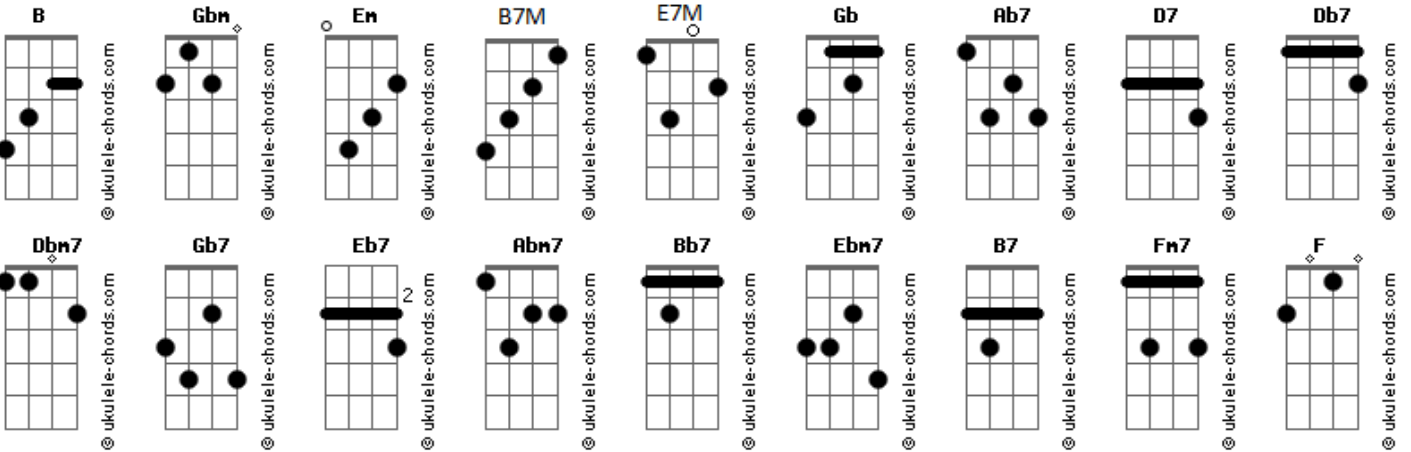 B Gbm Em B7M E7M Gb Ab7 D7 Db7
© ukulele-chords.com © ukulele-chords.com © ukulele-chords.com © ukulele-chords.com © ukulele-chords.com © ukulele-chords.com © ukulele-chords.com © ukulele-chords.com © ukulele-chords.com
Dbm7 Gb7 Eb7 Abm7 Bb7 Ebm7 B7 Fm7 F
2
© ukulele-chords.com © ukulele-chords.com © ukulele-chords.com © ukulele-chords.com © ukulele-chords.com © ukulele-chords.com © ukulele-chords.com © ukulele-chords.com © ukulele-chords.com